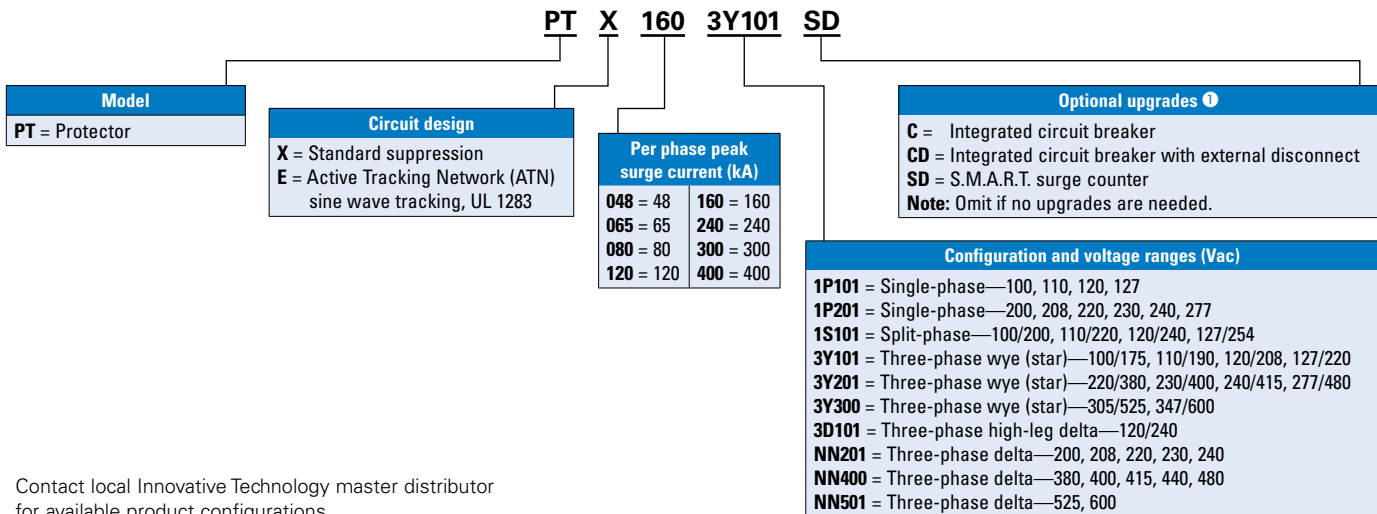 PT X 160 3Y101 SD
Model
PT = Protector
Circuit design
X = Standard suppression
E = Active Tracking Network (ATN)
sine wave tracking, UL 1283
Per phase peak
surge current (kA)
048 = 48
065 = 65
080 = 80
120 = 120
160 = 160
240 = 240
300 = 300
400 = 400
Optional upgrades ❶
C = Integrated circuit breaker
CD = Integrated circuit breaker with external disconnect
SD = S.M.A.R.T. surge counter
Note: Omit if no upgrades are needed.
Configuration and voltage ranges (Vac)
1P101 = Single-phase—100, 110, 120, 127
1P201 = Single-phase—200, 208, 220, 230, 240, 277
1S101 = Split-phase—100/200, 110/220, 120/240, 127/254
3Y101 = Three-phase wye (star)—100/175, 110/190, 120/208, 127/220
3Y201 = Three-phase wye (star)—220/380, 230/400, 240/415, 277/480
3Y300 = Three-phase wye (star)—305/525, 347/600
3D101 = Three-phase high-leg delta—120/240
NN201 = Three-phase delta—200, 208, 220, 230, 240
NN400 = Three-phase delta—380, 400, 415, 440, 480
NN501 = Three-phase delta—525, 600
Contact local Innovative Technology master distributor
for available product configurations